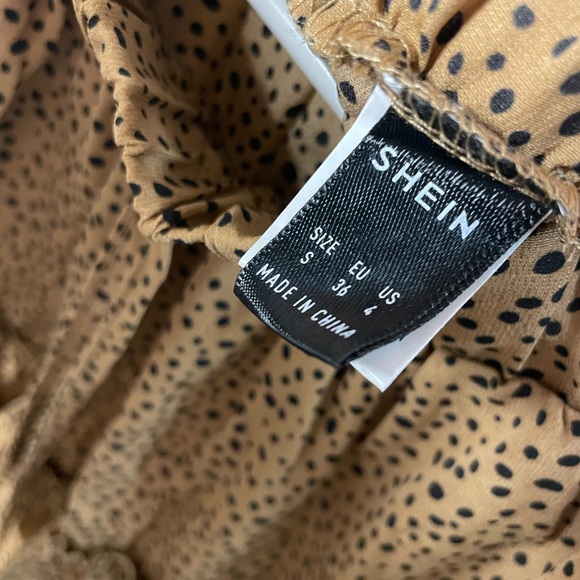 SHEIN
SIZE EU US
S 36 4
MADE IN CHINA